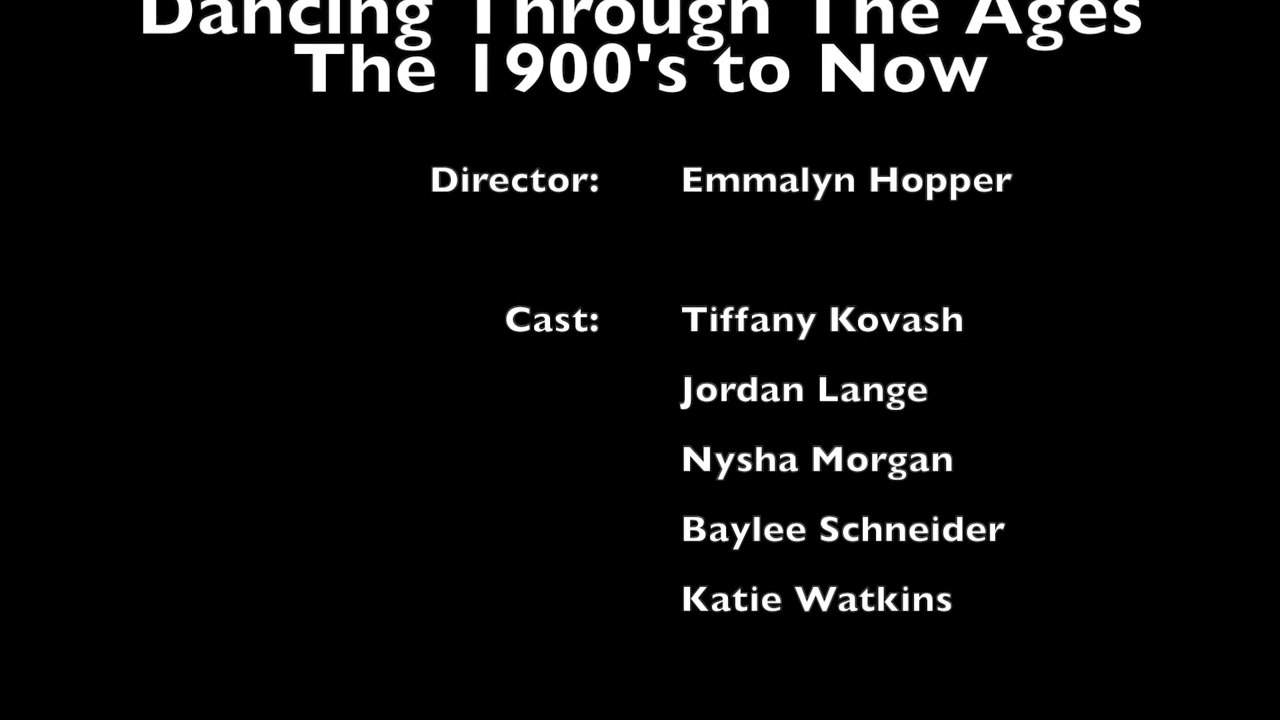 Dancing Through The Ages
The 1900's to Now
Director: Emmalyn Hopper
Cast: Tiffany Kovash
Jordan Lange
Nysha Morgan
Baylee Schneider
Katie Watkins